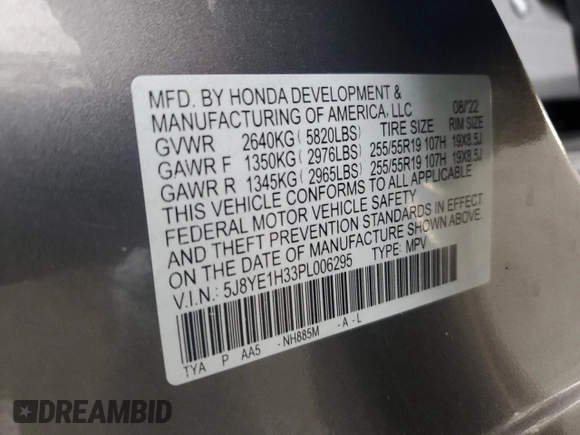 MFD. BY HONDA DEVELOPMENT &
MANUFACTURING OF AMERICA, LLC 08/'22
GVWR 2640KG ( 5820LBS) TIRE SIZE RIM SIZE
GAWR F 1350KG ( 2976LBS) 255/55R19 107H 19X8.5J
GAWR R 1345KG ( 2965LBS) 255/55R19 107H 19X8.5J
THIS VEHICLE CONFORMS TO ALL APPLICABLE
FEDERAL MOTOR VEHICLE SAFETY
AND THEFT PREVENTION STANDARDS IN EFFECT
ON THE DATE OF MANUFACTURE SHOWN ABOVE.
V.I.N.: 5J8YE1H33PL006295 TYPE: MPV
TYA P AA5 - NH885M - A - L
DREAMBID